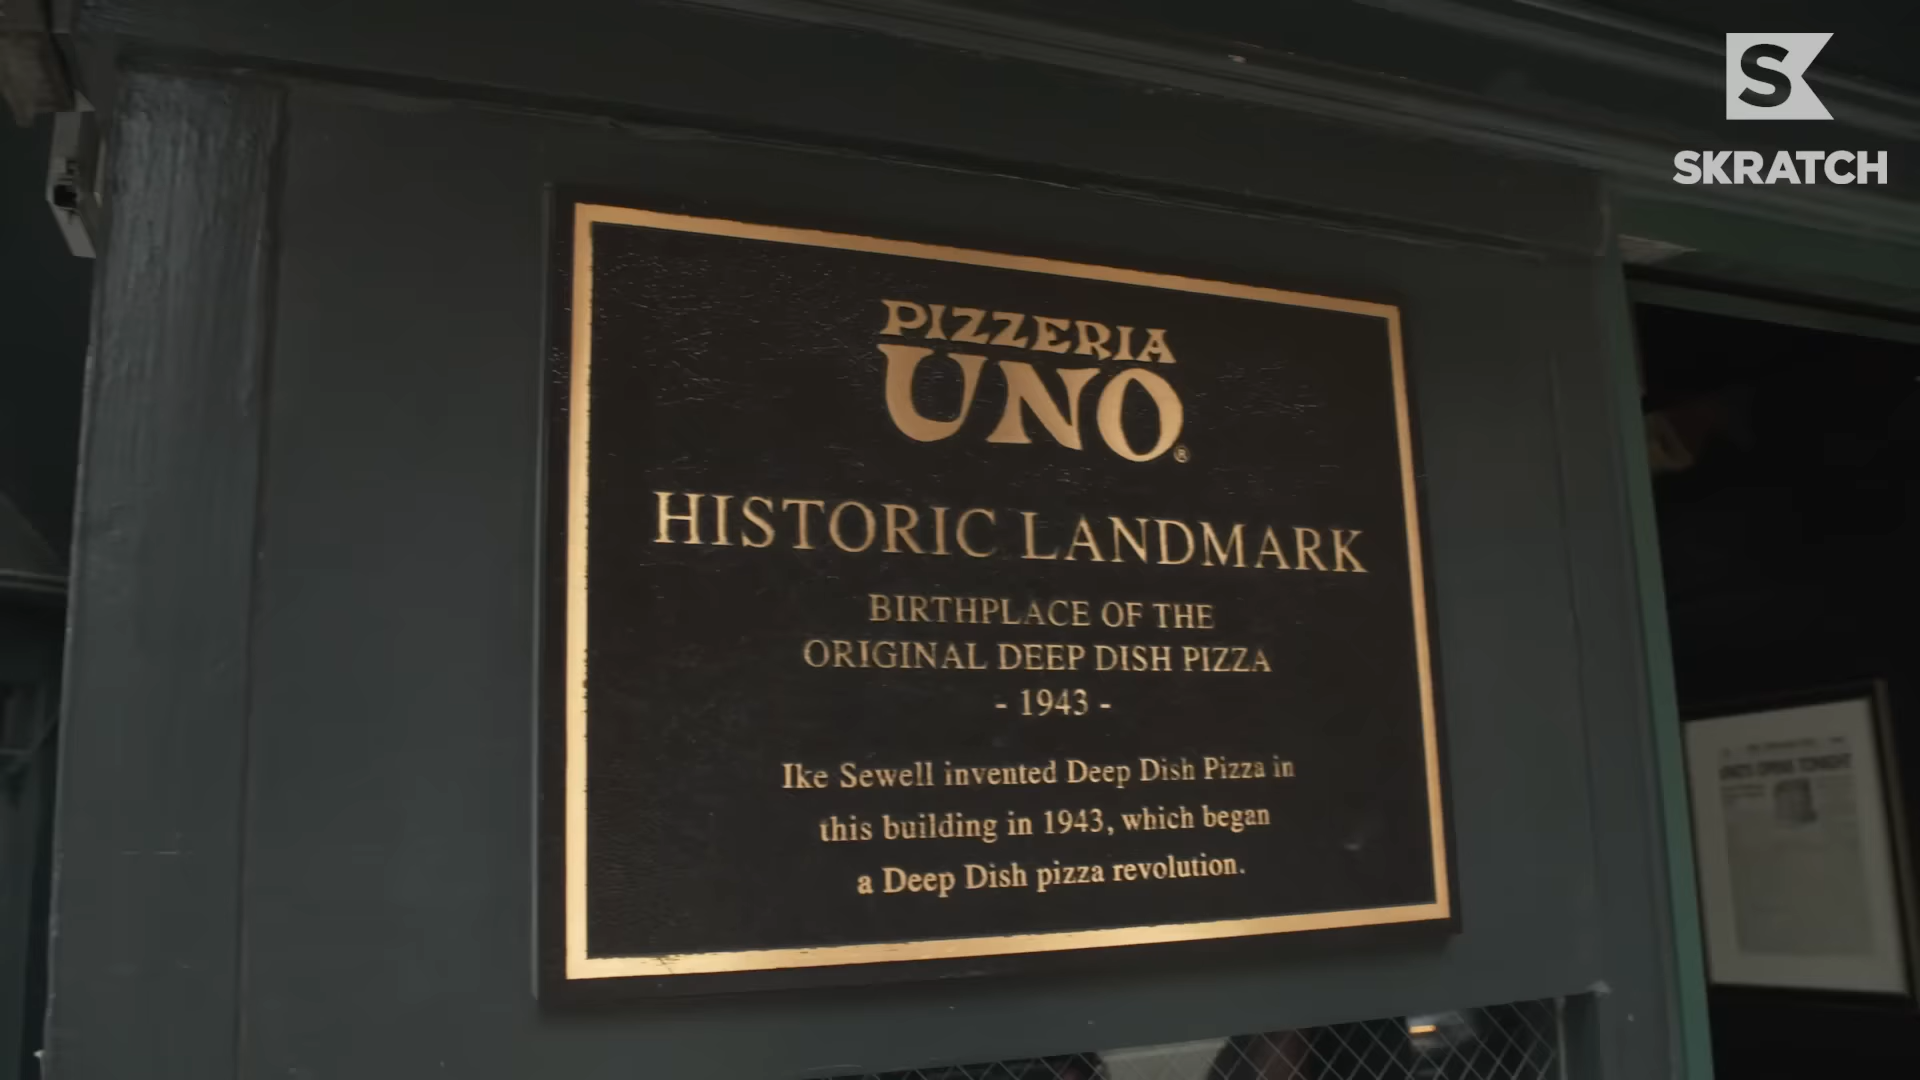 S
SKRATCH
PIZZERIA
UNO®
HISTORIC LANDMARK
BIRTHPLACE OF THE
ORIGINAL DEEP DISH PIZZA
- 1943 -
Ike Sewell invented Deep Dish Pizza in
this building in 1943, which began
a Deep Dish pizza revolution.